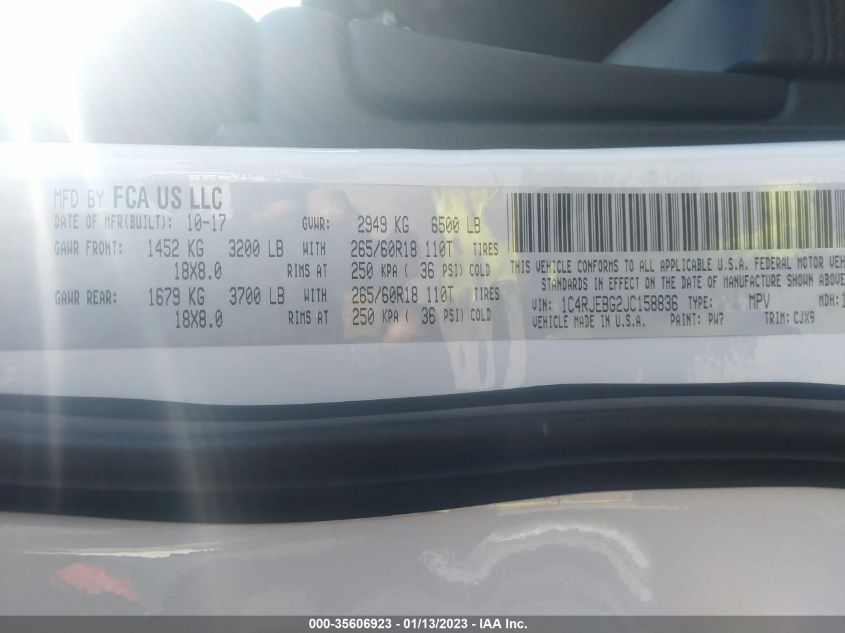 MFD BY FCA US LLC
DATE OF MFR(BUILT): 10-17 GVWR: 2949 KG 6500 LB
GAWR FRONT: 1452 KG 3200 LB WITH 265/60R18 110T TIRES
18X8.0 RIMS AT 250 KPA ( 36 PSI) COLD
GAWR REAR: 1679 KG 3700 LB WITH 265/60R18 110T TIRES
18X8.0 RIMS AT 250 KPA ( 36 PSI) COLD
THIS VEHICLE CONFORMS TO ALL APPLICABLE U.S.A. FEDERAL MOTOR VEH
STANDARDS IN EFFECT ON THE DATE OF MANUFACTURE SHOWN ABOVE
VIN: 1C4RJEBG2JC158836 TYPE: MPV MDH: 1
VEHICLE MADE IN U.S.A. PAINT: PW7 TRIM: CJX9
000-35606923 — 01/13/2023 - IAA Inc.